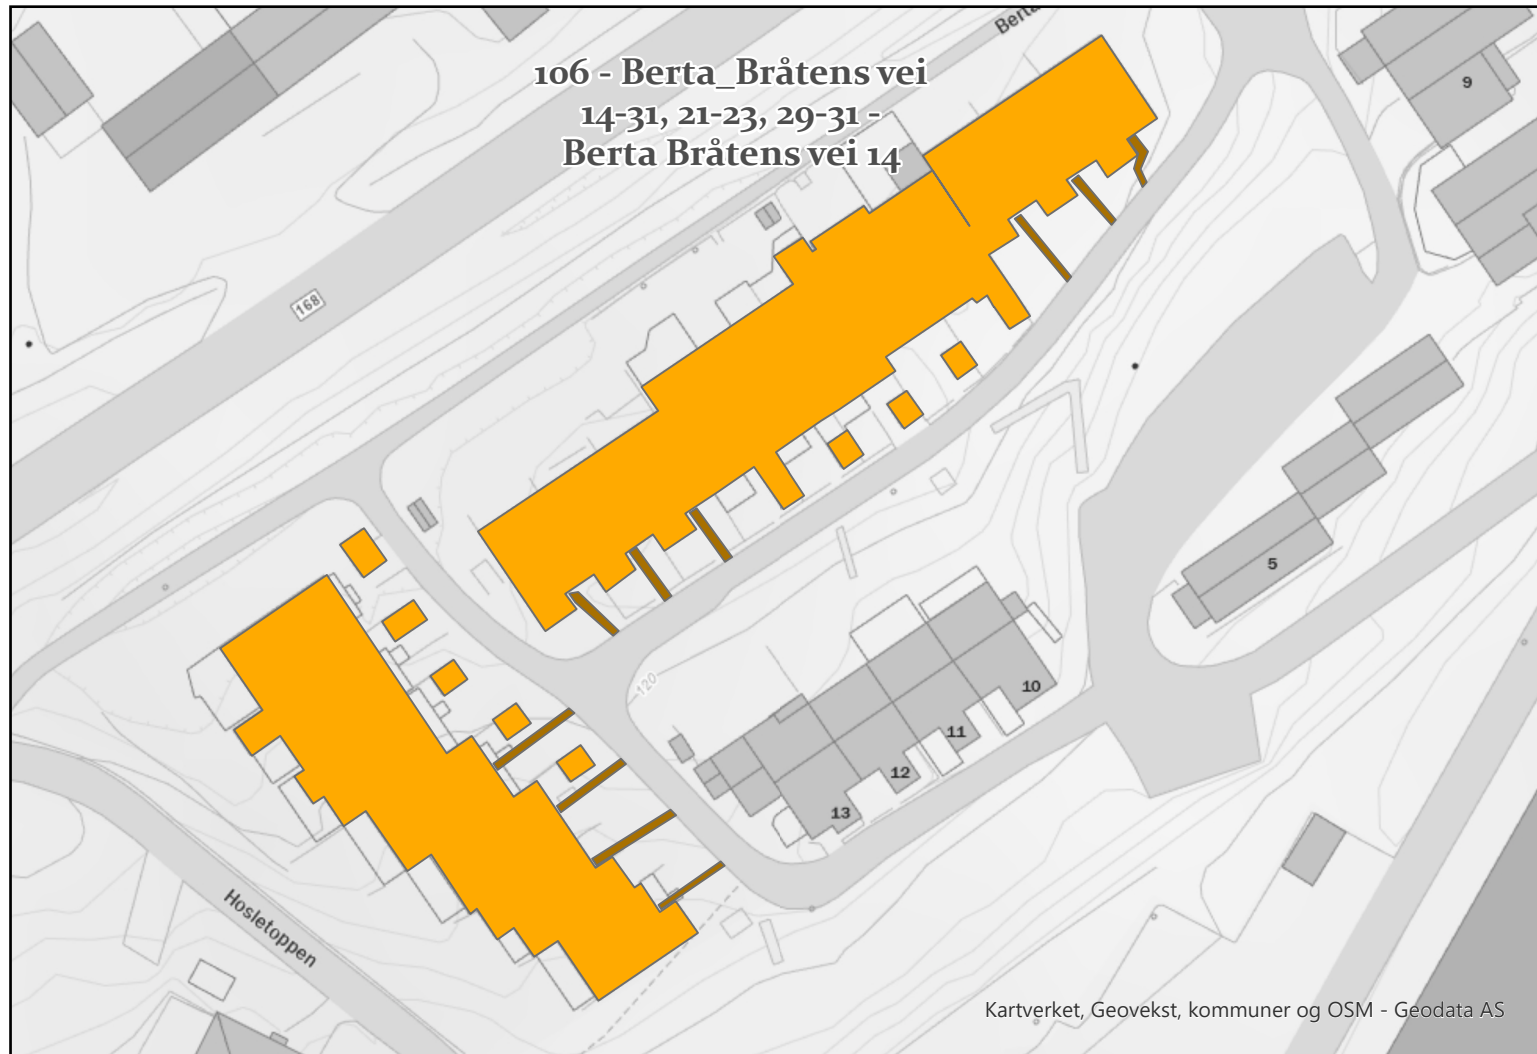 Berta
106 - Berta_Bråtens vei
14-31, 21-23, 29-31 -
Berta Bråtens vei 14
9
168
5
120
10
11
12
13
Hosletoppen
Kartverket, Geovekst, kommuner og OSM - Geodata AS